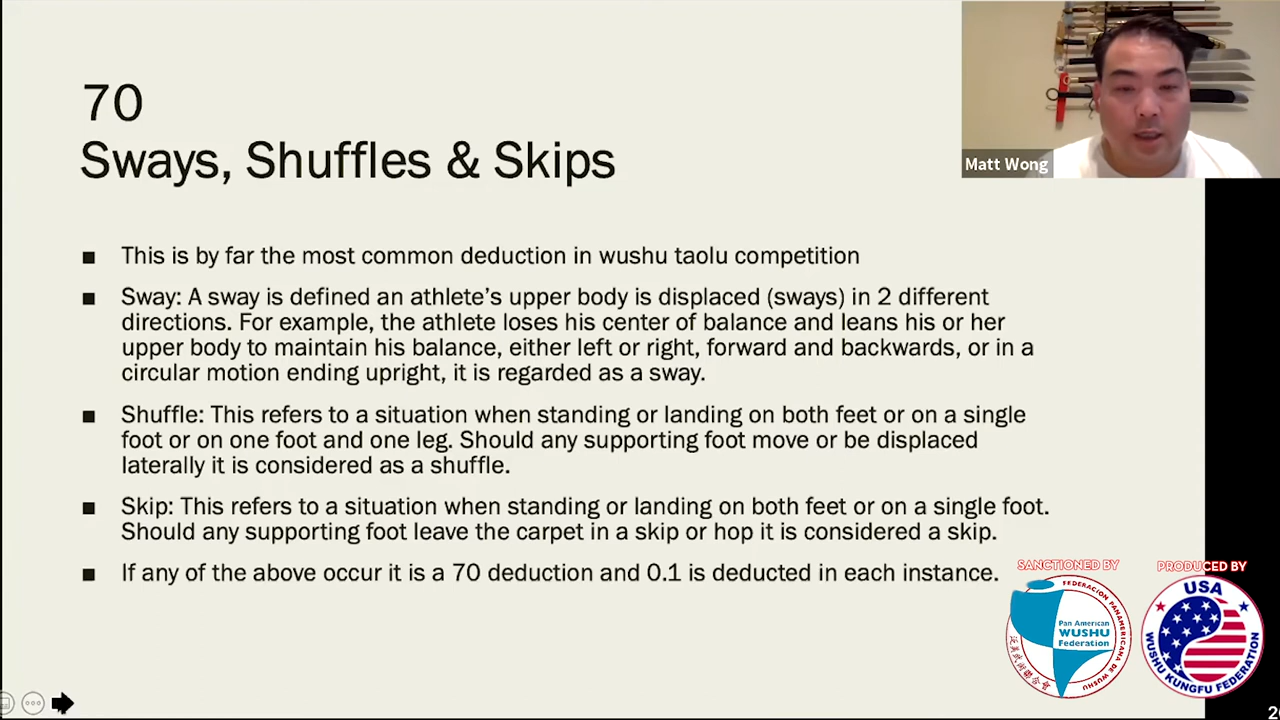 70
Sways, Shuffles & Skips
Matt Wong
■ This is by far the most common deduction in wushu taolu competition
■ Sway: A sway is defined an athlete's upper body is displaced (sways) in 2 different
directions. For example, the athlete loses his center of balance and leans his or her
upper body to maintain his balance, either left or right, forward and backwards, or in a
circular motion ending upright, it is regarded as a sway.
■ Shuffle: This refers to a situation when standing or landing on both feet or on a single
foot or on one foot and one leg. Should any supporting foot move or be displaced
laterally it is considered as a shuffle.
■ Skip: This refers to a situation when standing or landing on both feet or on a single foot.
Should any supporting foot leave the carpet in a skip or hop it is considered a skip.
■ If any of the above occur it is a 70 deduction and 0.1 is deducted in each instance.
SANCTIONED BY
FEDERACION PANAMERICANA DE WUSHU
Pan American
WUSHU
Federation
PRODUCED BY
USA
WUSHU KUNGFU FEDERATION